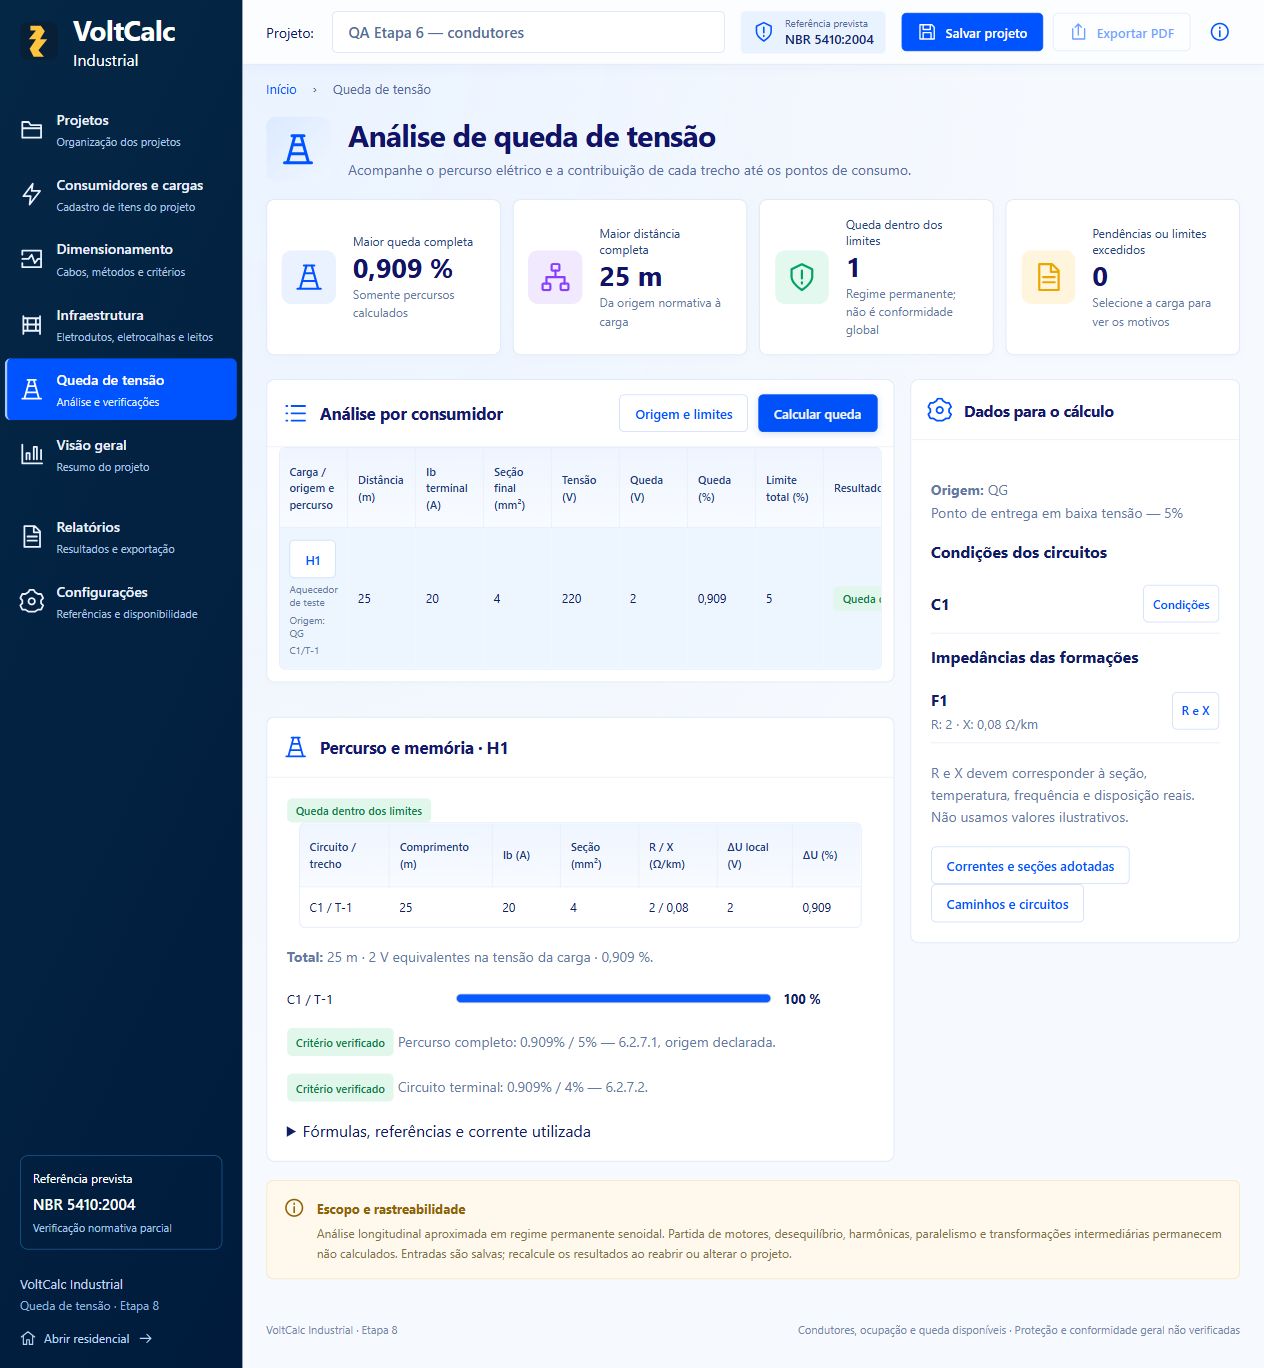 VoltCalc
Industrial
Projetos
Organização dos projetos
Consumidores e cargas
Cadastro de itens do projeto
Dimensionamento
Cabos, métodos e critérios
Infraestrutura
Eletrodutos, eletrocalhas e leitos
Queda de tensão
Análise e verificações
Visão geral
Resumo do projeto
Relatórios
Resultados e exportação
Configurações
Referências e disponibilidade
Referência prevista
NBR 5410:2004
Verificação normativa parcial
VoltCalc Industrial
Queda de tensão · Etapa 8
Abrir residencial →
Projeto:
QA Etapa 6 — condutores
Referência prevista
NBR 5410:2004
Salvar projeto
Exportar PDF
Início › Queda de tensão
Análise de queda de tensão
Acompanhe o percurso elétrico e a contribuição de cada trecho até os pontos de consumo.
Maior queda completa
0,909 %
Somente percursos
calculados
Maior distância
completa
25 m
Da origem normativa à
carga
Queda dentro dos
limites
1
Regime permanente;
não é conformidade
global
Pendências ou limites
excedidos
0
Selecione a carga para
ver os motivos
Análise por consumidor
Origem e limites
Calcular queda
Carga /
origem e
percurso
Distância
(m)
Ib
terminal
(A)
Seção
final
(mm²)
Tensão
(V)
Queda
(V)
Queda
(%)
Limite
total (%)
Resultado
H1
Aquecedor
de teste
Origem:
QG
C1/T-1
25
20
4
220
2
0,909
5
Queda
Percurso e memória · H1
Queda dentro dos limites
Circuito /
trecho
Comprimento
(m)
Ib (A)
Seção
(mm²)
R / X
(Ω/km)
ΔU local
(V)
ΔU (%)
C1 / T-1
25
20
4
2 / 0,08
2
0,909
Total: 25 m · 2 V equivalentes na tensão da carga · 0,909 %.
C1 / T-1
100 %
Critério verificado Percurso completo: 0.909% / 5% — 6.2.7.1, origem declarada.
Critério verificado Circuito terminal: 0.909% / 4% — 6.2.7.2.
▶ Fórmulas, referências e corrente utilizada
Dados para o cálculo
Origem: QG
Ponto de entrega em baixa tensão — 5%
Condições dos circuitos
C1
Condições
Impedâncias das formações
F1
R: 2 · X: 0,08 Ω/km
R e X
R e X devem corresponder à seção,
temperatura, frequência e disposição reais.
Não usamos valores ilustrativos.
Correntes e seções adotadas
Caminhos e circuitos
Escopo e rastreabilidade
Análise longitudinal aproximada em regime permanente senoidal. Partida de motores, desequilíbrio, harmônicas, paralelismo e transformações intermediárias permanecem
não calculados. Entradas são salvas; recalcule os resultados ao reabrir ou alterar o projeto.
VoltCalc Industrial · Etapa 8
Condutores, ocupação e queda disponíveis · Proteção e conformidade geral não verificadas